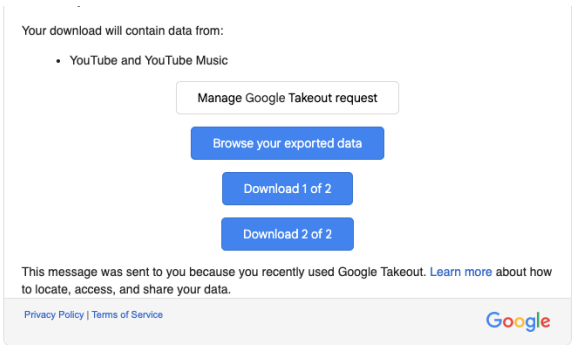 Your download will contain data from:
• YouTube and YouTube Music
Manage Google Takeout request
Browse your exported data
Download 1 of 2
Download 2 of 2
This message was sent to you because you recently used Google Takeout. Learn more about how
to locate, access, and share your data.
Privacy Policy | Terms of Service
Google